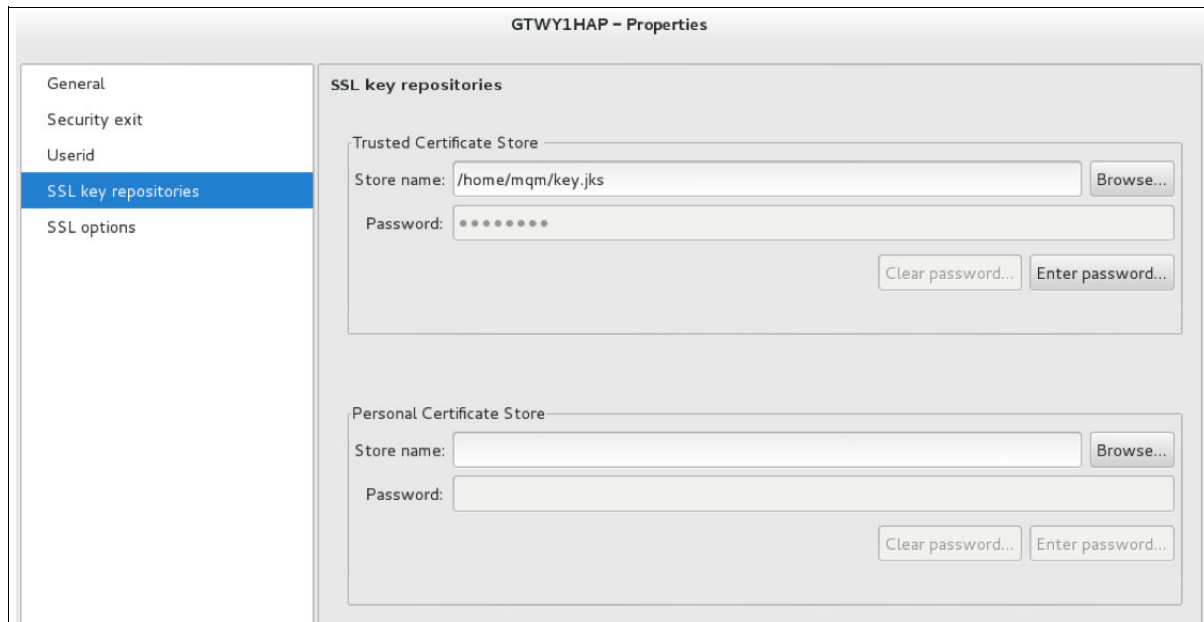 GTWY1HAP – Properties
General
Security exit
Userid
SSL key repositories
SSL options
SSL key repositories
Trusted Certificate Store
Store name: /home/mqm/key.jks Browse...
Password: ●●●●●●●●
Clear password... Enter password...
Personal Certificate Store
Store name: Browse...
Password:
Clear password... Enter password...